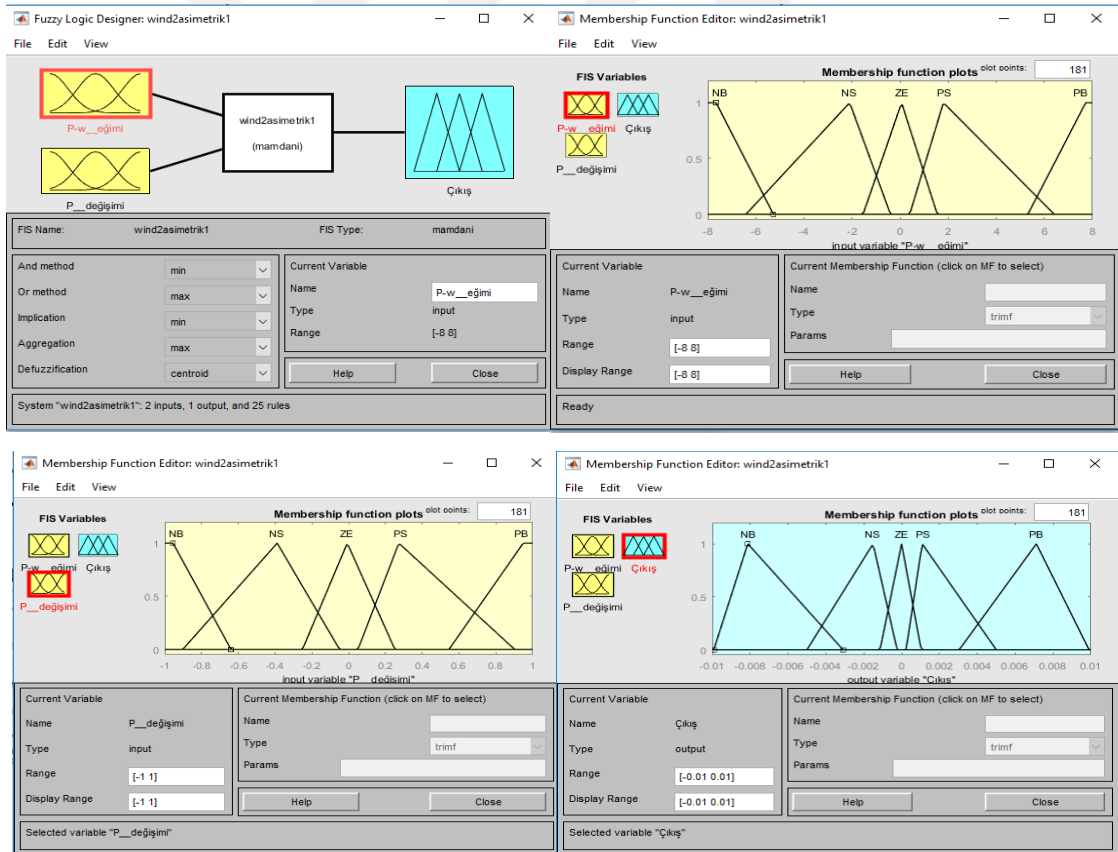 Fuzzy Logic Designer: wind2asimetrik1
File Edit View
P-w__eğimi
P__değişimi
wind2asimetrik1
(mamdani)
Çıkış
FIS Name: wind2asimetrik1 FIS Type: mamdani
And method min
Or method max
Implication min
Aggregation max
Defuzzification centroid
Current Variable
Name P-w__eğimi
Type input
Range [-8 8]
Help Close
System "wind2asimetrik1": 2 inputs, 1 output, and 25 rules
Membership Function Editor: wind2asimetrik1
File Edit View
FIS Variables
P-w__eğimi Çıkış
P__değişimi
Membership function plots plot points: 181
NB NS ZE PS PB
1
0.5
0
-8 -6 -4 -2 0 2 4 6 8
input variable "P-w__eğimi"
Current Variable
Name P-w__eğimi
Type input
Range [-8 8]
Display Range [-8 8]
Current Membership Function (click on MF to select)
Name
Type trimf
Params
Help Close
Ready
Membership Function Editor: wind2asimetrik1
File Edit View
FIS Variables
P-w__eğimi Çıkış
P__değişimi
Membership function plots plot points: 181
NB NS ZE PS PB
1
0.5
0
-1 -0.8 -0.6 -0.4 -0.2 0 0.2 0.4 0.6 0.8 1
input variable "P__değişimi"
Current Variable
Name P__değişimi
Type input
Range [-1 1]
Display Range [-1 1]
Current Membership Function (click on MF to select)
Name
Type trimf
Params
Help Close
Selected variable "P__değişimi"
Membership Function Editor: wind2asimetrik1
File Edit View
FIS Variables
P-w__eğimi Çıkış
P__değişimi
Membership function plots plot points: 181
NB NS ZE PS PB
1
0.5
0
-0.01 -0.008 -0.006 -0.004 -0.002 0 0.002 0.004 0.006 0.008 0.01
output variable "Çıkış"
Current Variable
Name Çıkış
Type output
Range [-0.01 0.01]
Display Range [-0.01 0.01]
Current Membership Function (click on MF to select)
Name
Type trimf
Params
Help Close
Selected variable "Çıkış"